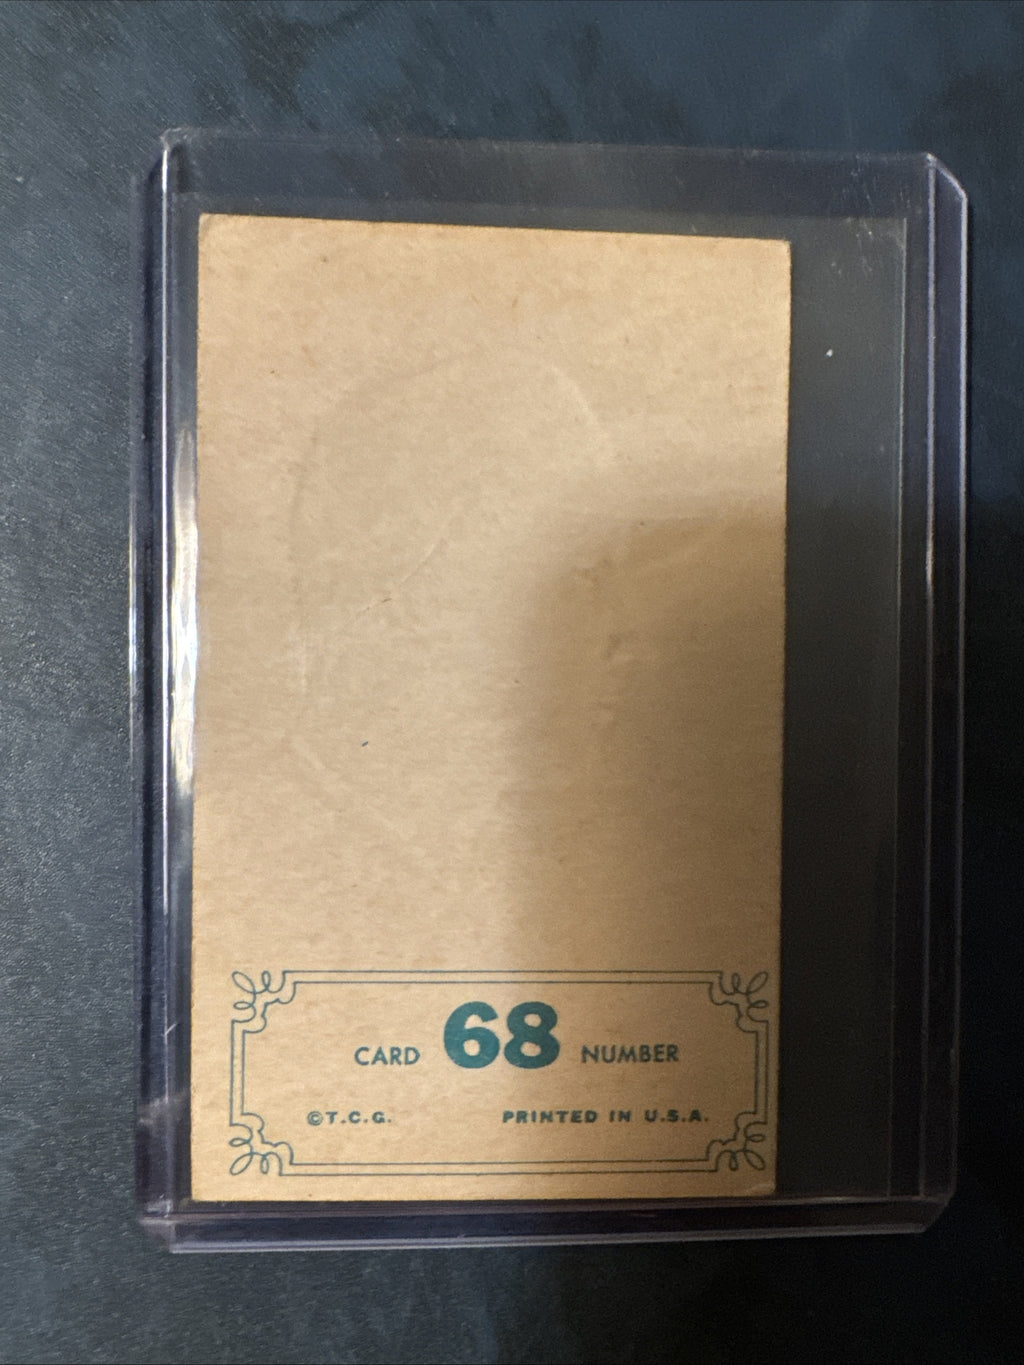 CARD 68 NUMBER
©T.C.G. PRINTED IN U.S.A.